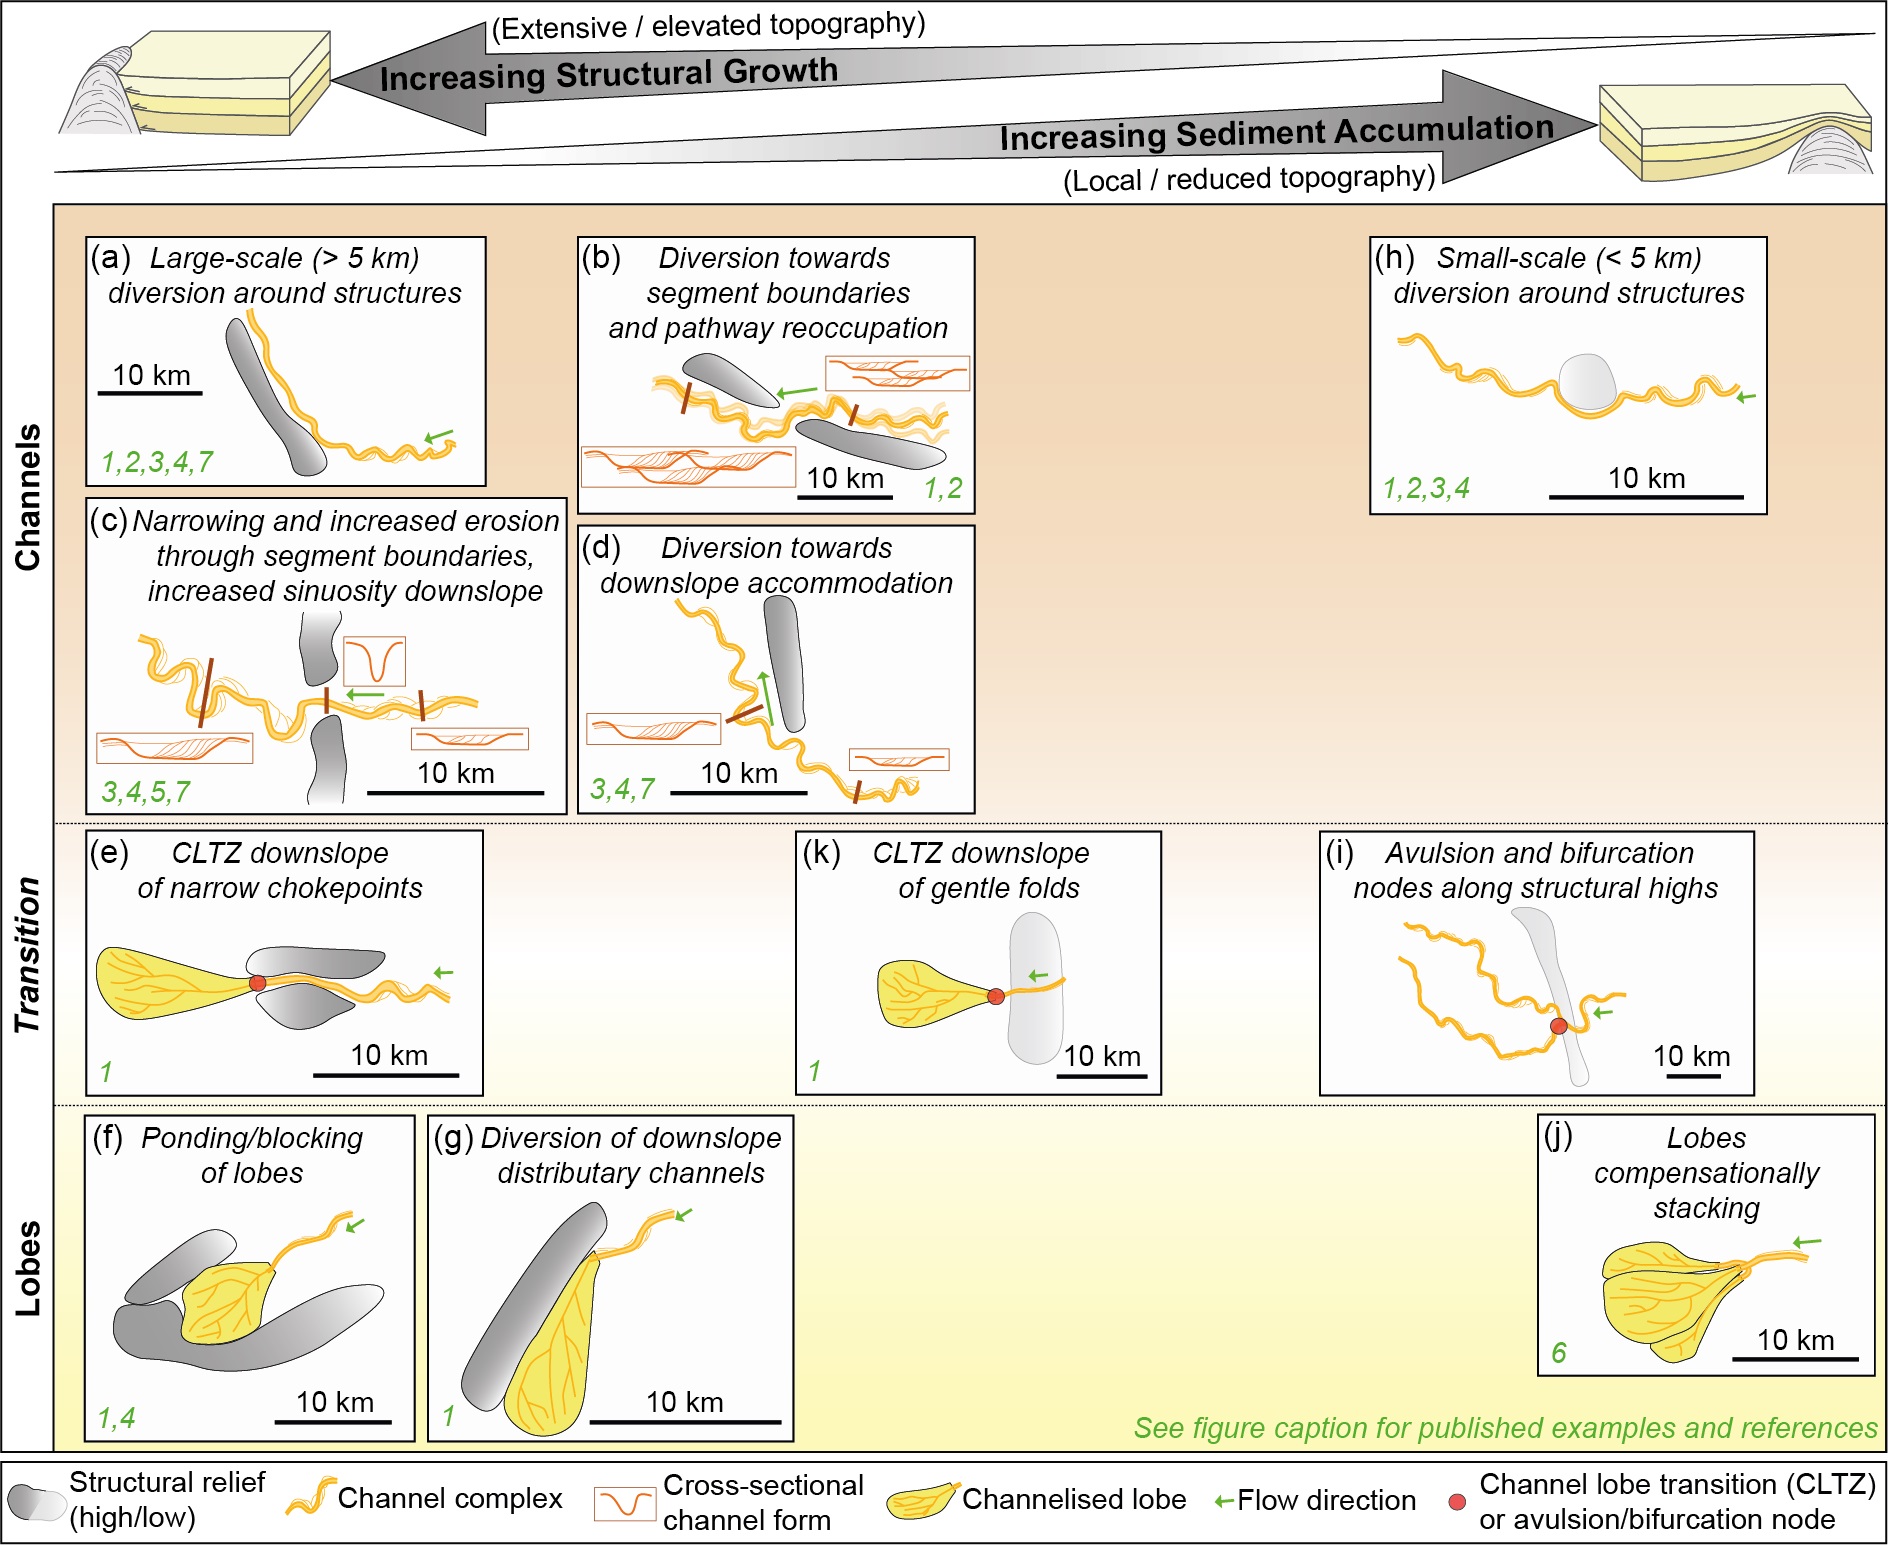 (Extensive / elevated topography)
Increasing Structural Growth
Increasing Sediment Accumulation
(Local / reduced topography)
Channels
(a) Large-scale (> 5 km)
diversion around structures
10 km
1,2,3,4,7
(b) Diversion towards
segment boundaries
and pathway reoccupation
10 km
1,2
(h) Small-scale (< 5 km)
diversion around structures
1,2,3,4
10 km
(c) Narrowing and increased erosion
through segment boundaries,
increased sinuosity downslope
10 km
3,4,5,7
(d) Diversion towards
downslope accommodation
10 km
3,4,7
Transition
(e) CLTZ downslope
of narrow chokepoints
10 km
1
(k) CLTZ downslope
of gentle folds
10 km
1
(i) Avulsion and bifurcation
nodes along structural highs
10 km
Lobes
(f) Ponding/blocking
of lobes
10 km
1,4
(g) Diversion of downslope
distributary channels
10 km
1
(j) Lobes
compensationally
stacking
10 km
6
See figure caption for published examples and references
Structural relief
(high/low)
Channel complex
Cross-sectional
channel form
Channelised lobe
Flow direction
Channel lobe transition (CLTZ)
or avulsion/bifurcation node